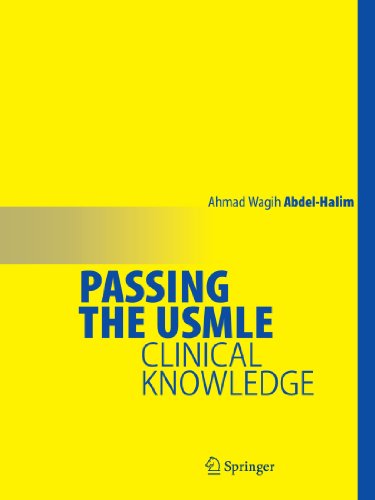 Ahmad Wagih Abdel-Halim
PASSING
THE USMLE
CLINICAL
KNOWLEDGE
Springer